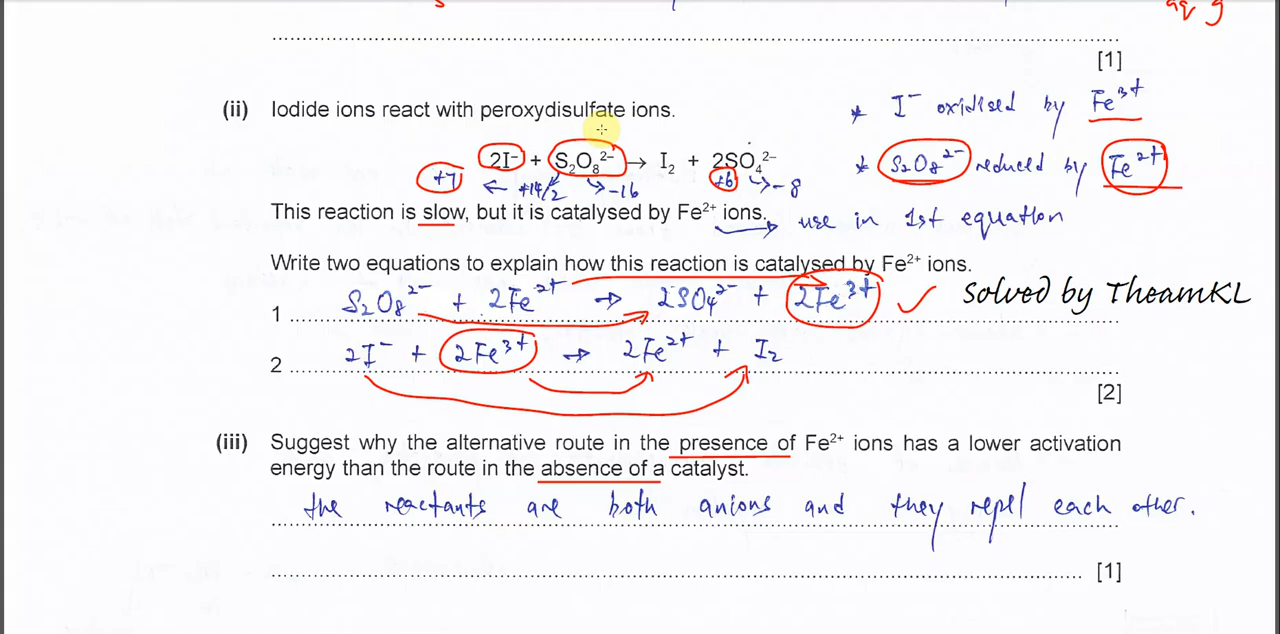 aq g
[1]
(ii) Iodide ions react with peroxydisulfate ions.
* I⁻ oxidised by Fe³⁺
2I⁻ + S₂O₈²⁻ → I₂ + 2SO₄²⁻
* S₂O₈²⁻ reduced by Fe²⁺
+7 ← +14/2 → -16 +6 → -8
This reaction is slow, but it is catalysed by Fe²⁺ ions. → use in 1st equation
Write two equations to explain how this reaction is catalysed by Fe²⁺ ions.
1 S₂O₈²⁻ + 2Fe²⁺ → 2SO₄²⁻ + 2Fe³⁺ ✓ Solved by TheamKL
2 2I⁻ + 2Fe³⁺ → 2Fe²⁺ + I₂
[2]
(iii) Suggest why the alternative route in the presence of Fe²⁺ ions has a lower activation
energy than the route in the absence of a catalyst.
the reactants are both anions and they repel each other.
[1]